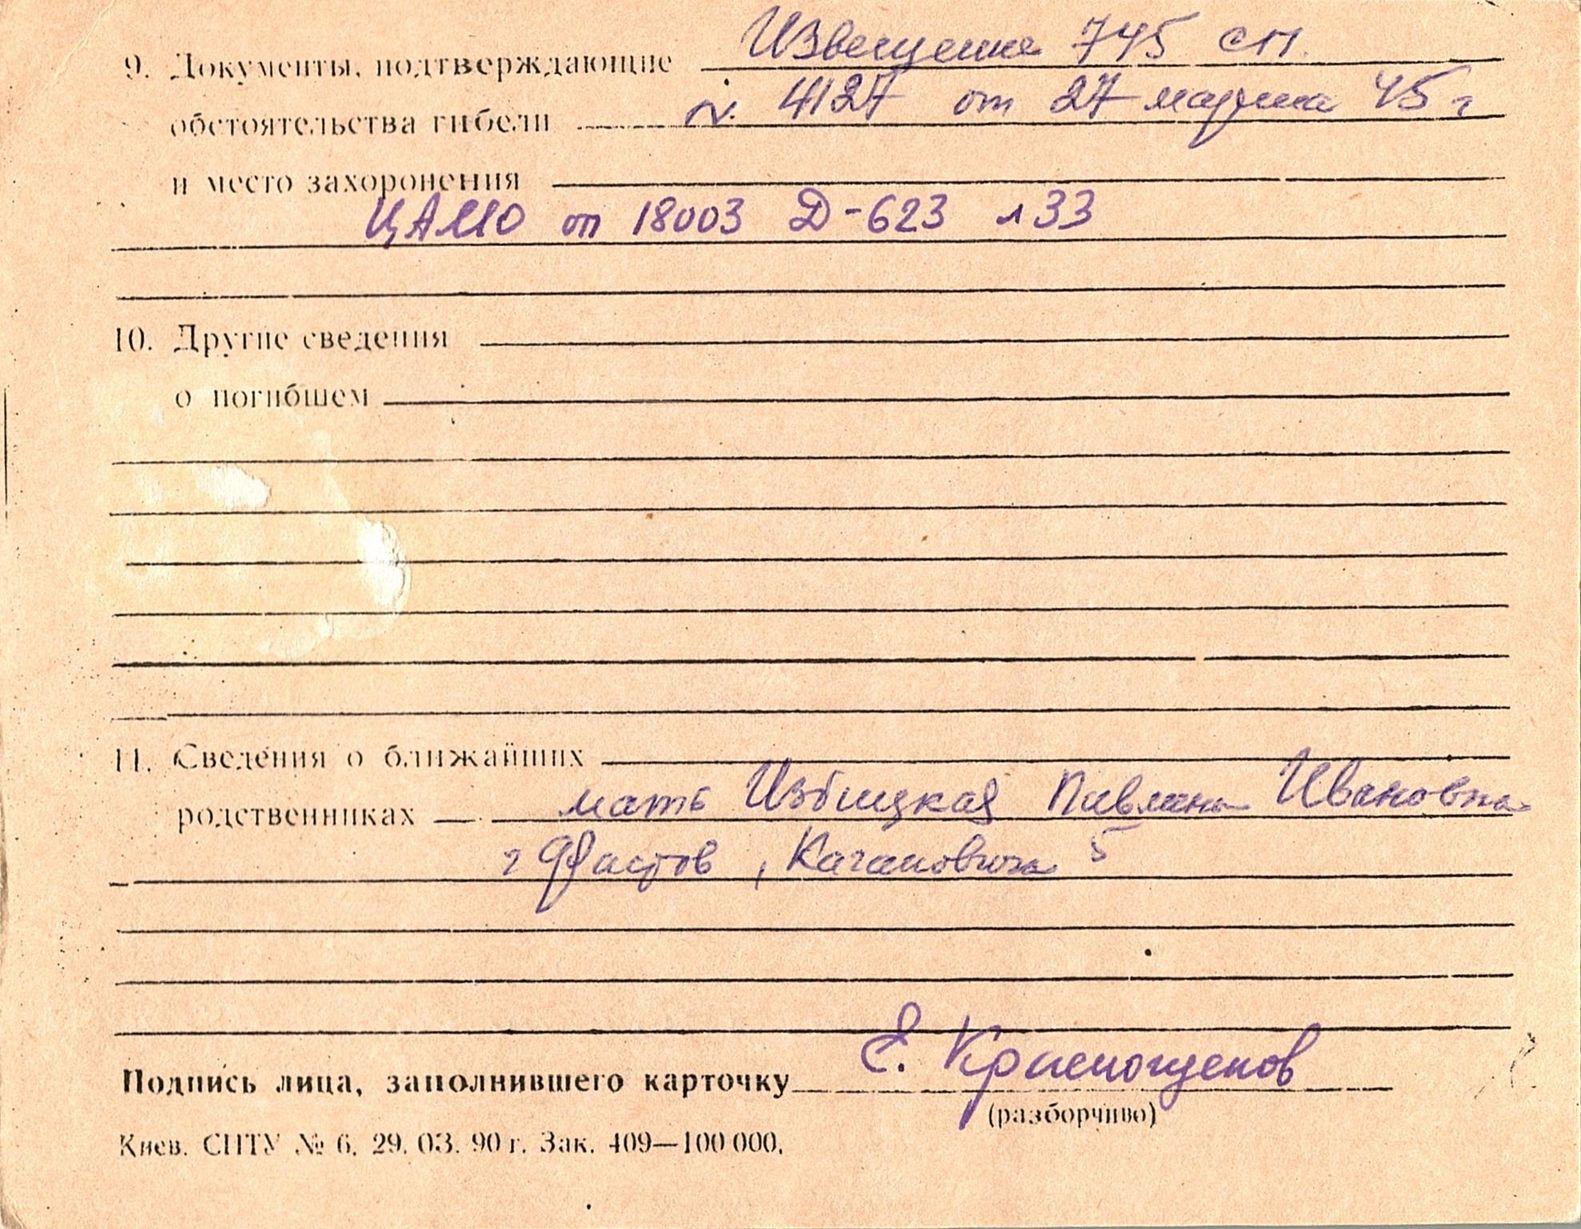 Извещение 745 сп.
9. Документы, подтверждающие
N. 4127 от 27 марта 45 г
обстоятельства гибели
и место захоронения
ЦАМО оп 18003 Д-623 л 33
10. Другие сведения
о погибшем
11. Сведения о ближайших
родственниках мать Избицкая Павлина Ивановна
г Фастов, Кагановича 5
Подпись лица, заполнившего карточку Е. Краснощеков
(разборчиво)
Киев. СПТУ № 6. 29. 03. 90 г. Зак. 409—100 000.